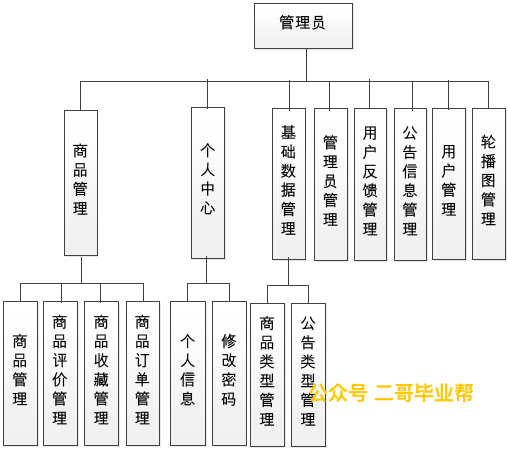 管理员
商品管理
个人中心
基础数据管理
管理员管理
用户反馈管理
公告信息管理
用户管理
轮播图管理
商品管理
商品评价管理
商品收藏管理
商品订单管理
个人信息
修改密码
商品类型管理
公告类型管理
公众号 二哥毕业帮